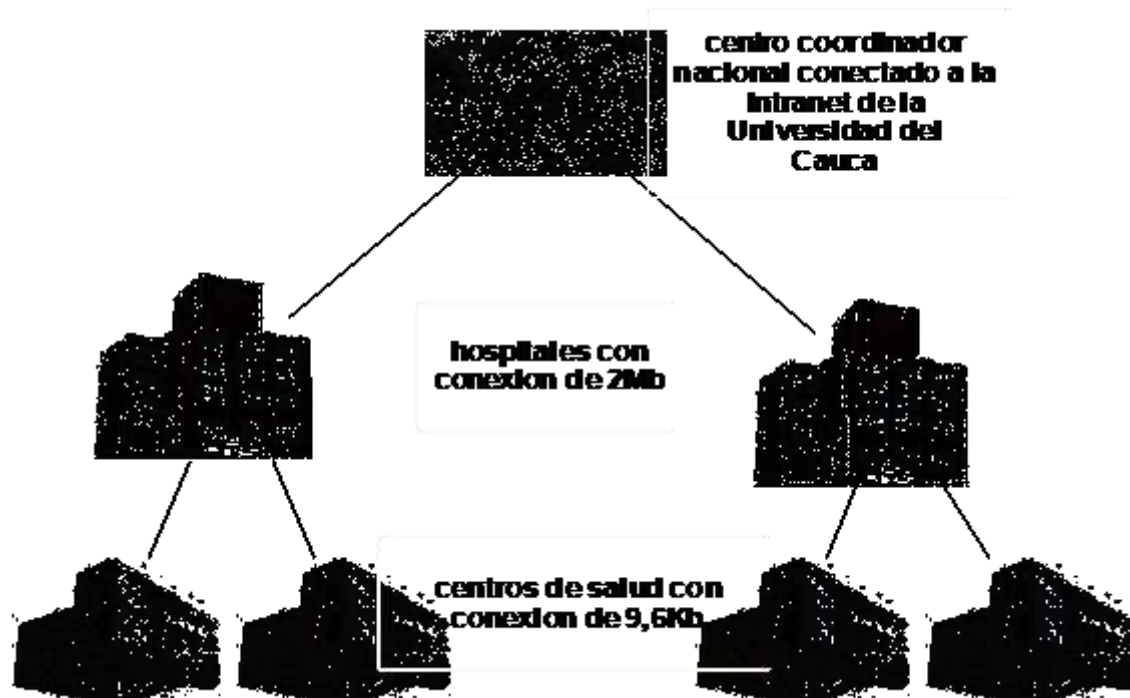 centro coordinador
nacional conectado a la
Intranet de la
Universidad del
Cauca
hospitales con
conexion de 2Mb
centros de salud con
conexion de 9,6Kb